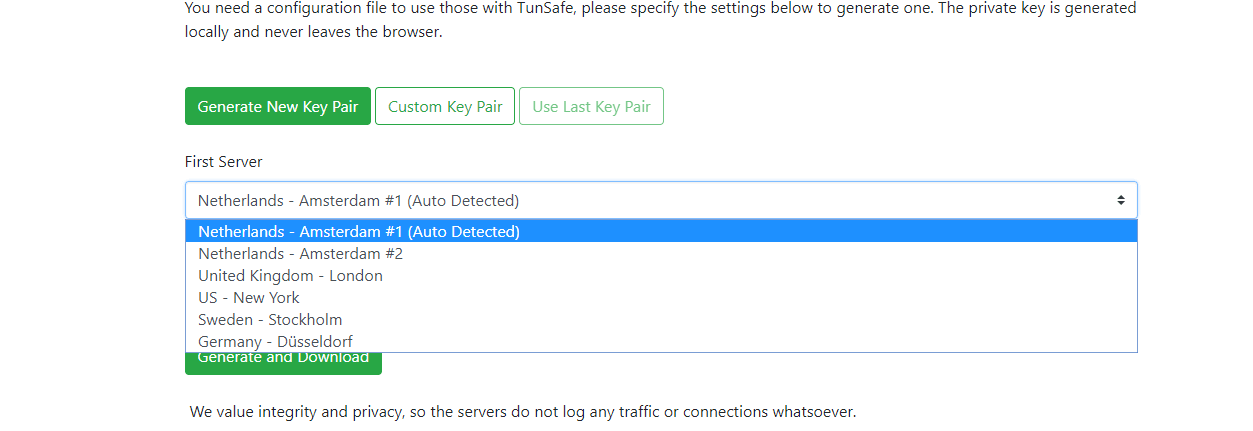 You need a configuration file to use those with TunSafe, please specify the settings below to generate one. The private key is generated
locally and never leaves the browser.
Generate New Key Pair Custom Key Pair Use Last Key Pair
First Server
Netherlands - Amsterdam #1 (Auto Detected)
Netherlands - Amsterdam #1 (Auto Detected)
Netherlands - Amsterdam #2
United Kingdom - London
US - New York
Sweden - Stockholm
Germany - Düsseldorf
Generate and Download
We value integrity and privacy, so the servers do not log any traffic or connections whatsoever.